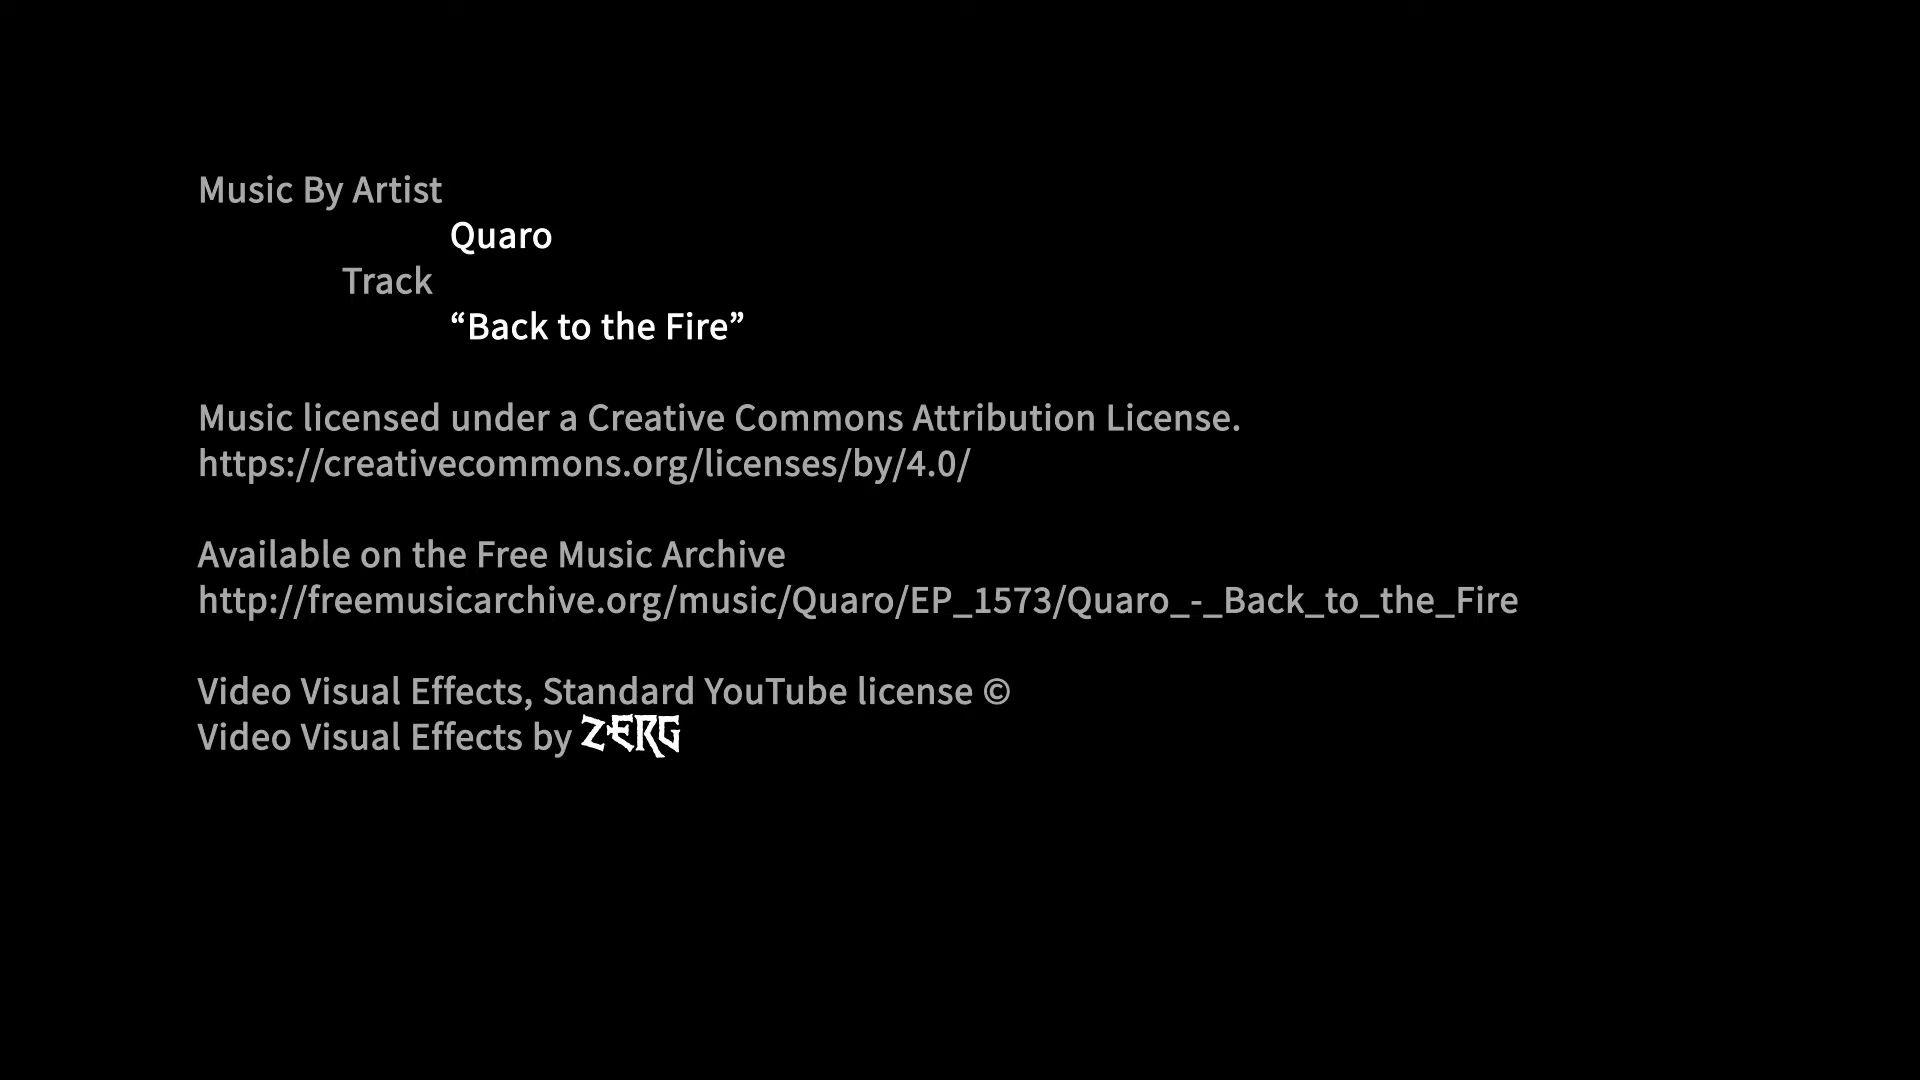 Music By Artist
Quaro
Track
“Back to the Fire”
Music licensed under a Creative Commons Attribution License.
https://creativecommons.org/licenses/by/4.0/
Available on the Free Music Archive
http://freemusicarchive.org/music/Quaro/EP_1573/Quaro_-_Back_to_the_Fire
Video Visual Effects, Standard YouTube license ©
Video Visual Effects by ZERG